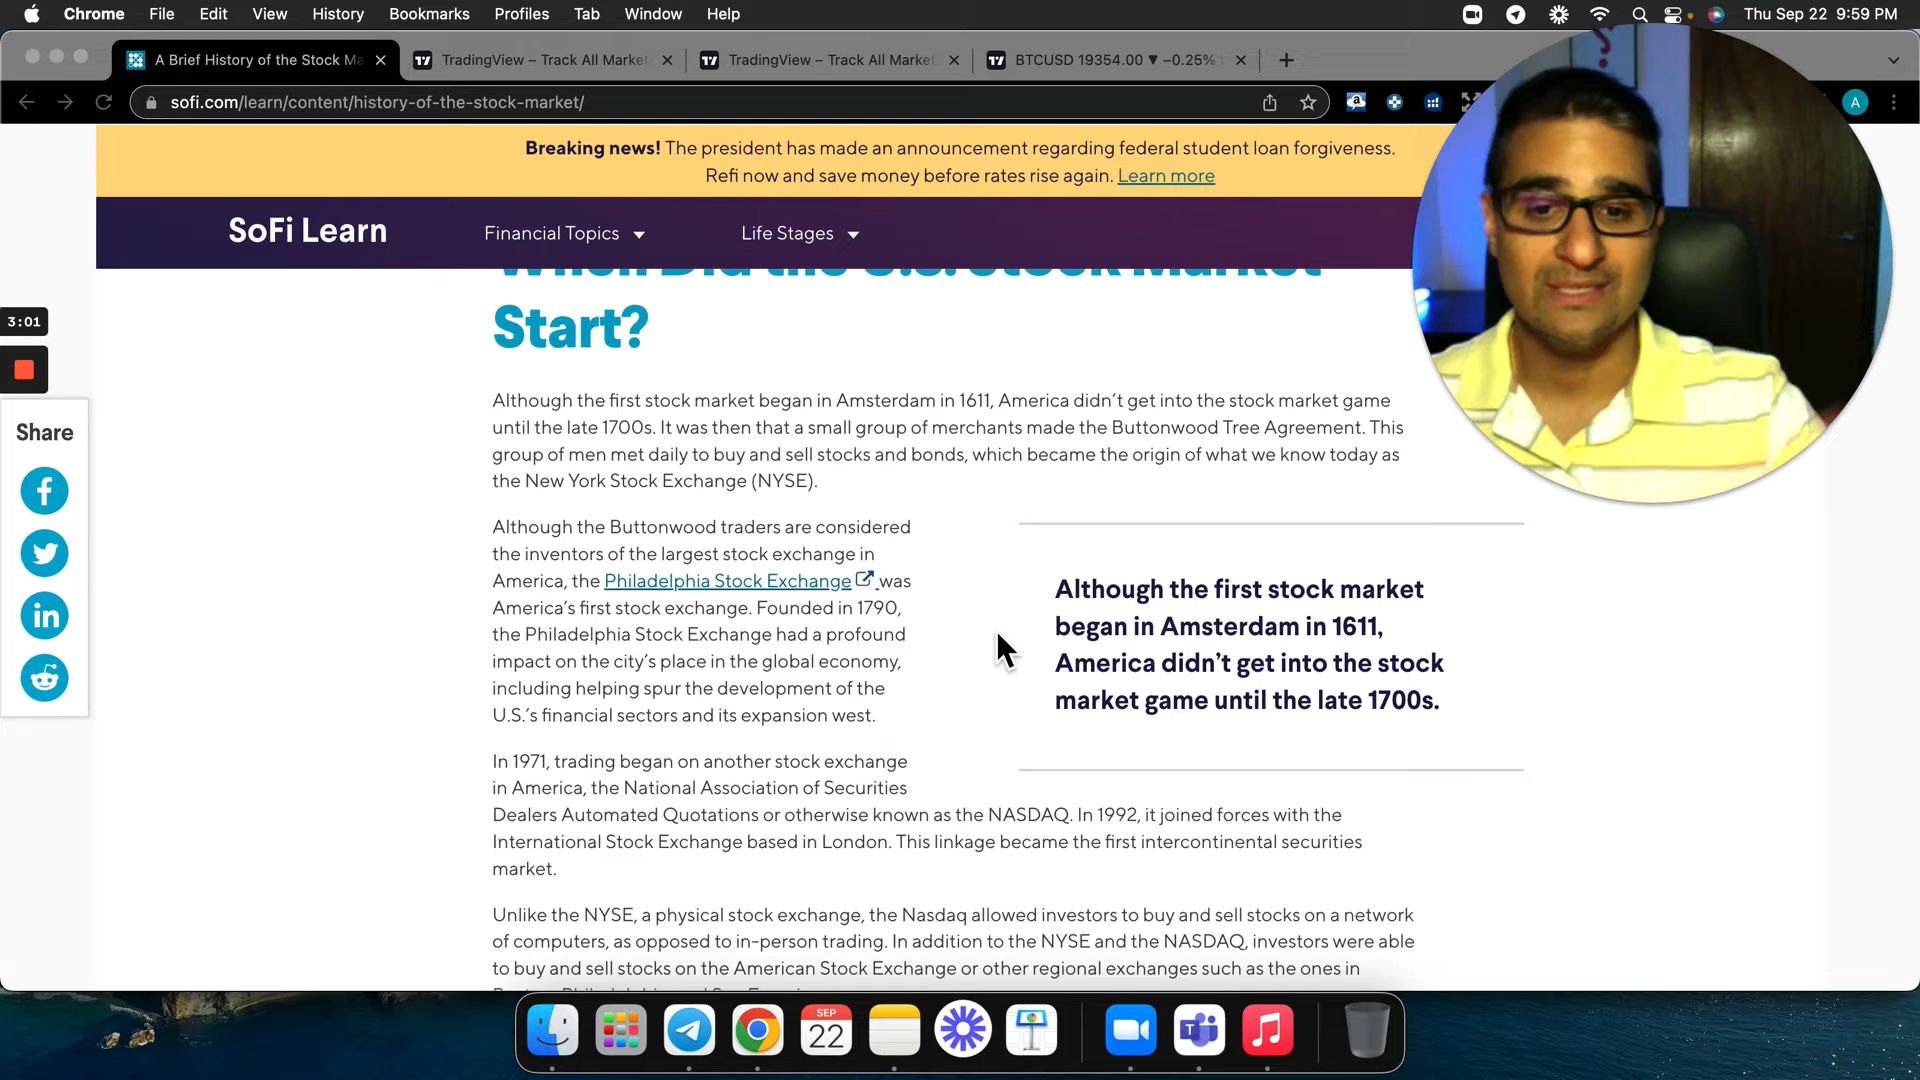 Chrome File Edit View History Bookmarks Profiles Tab Window Help Thu Sep 22 9:59 PM
A Brief History of the Stock Ma TradingView – Track All Market TradingView – Track All Market BTCUSD 19354.00 ▼ −0.25%
sofi.com/learn/content/history-of-the-stock-market/ A
Breaking news! The president has made an announcement regarding federal student loan forgiveness.
Refi now and save money before rates rise again. Learn more
SoFi Learn Financial Topics Life Stages
When Did the U.S. Stock Market
Start?
3:01
Share
Although the first stock market began in Amsterdam in 1611, America didn’t get into the stock market game
until the late 1700s. It was then that a small group of merchants made the Buttonwood Tree Agreement. This
group of men met daily to buy and sell stocks and bonds, which became the origin of what we know today as
the New York Stock Exchange (NYSE).
Although the Buttonwood traders are considered
the inventors of the largest stock exchange in
America, the Philadelphia Stock Exchange was
America’s first stock exchange. Founded in 1790,
the Philadelphia Stock Exchange had a profound
impact on the city’s place in the global economy,
including helping spur the development of the
U.S.’s financial sectors and its expansion west.
Although the first stock market
began in Amsterdam in 1611,
America didn’t get into the stock
market game until the late 1700s.
In 1971, trading began on another stock exchange
in America, the National Association of Securities
Dealers Automated Quotations or otherwise known as the NASDAQ. In 1992, it joined forces with the
International Stock Exchange based in London. This linkage became the first intercontinental securities
market.
Unlike the NYSE, a physical stock exchange, the Nasdaq allowed investors to buy and sell stocks on a network
of computers, as opposed to in-person trading. In addition to the NYSE and the NASDAQ, investors were able
to buy and sell stocks on the American Stock Exchange or other regional exchanges such as the ones in
SEP
22